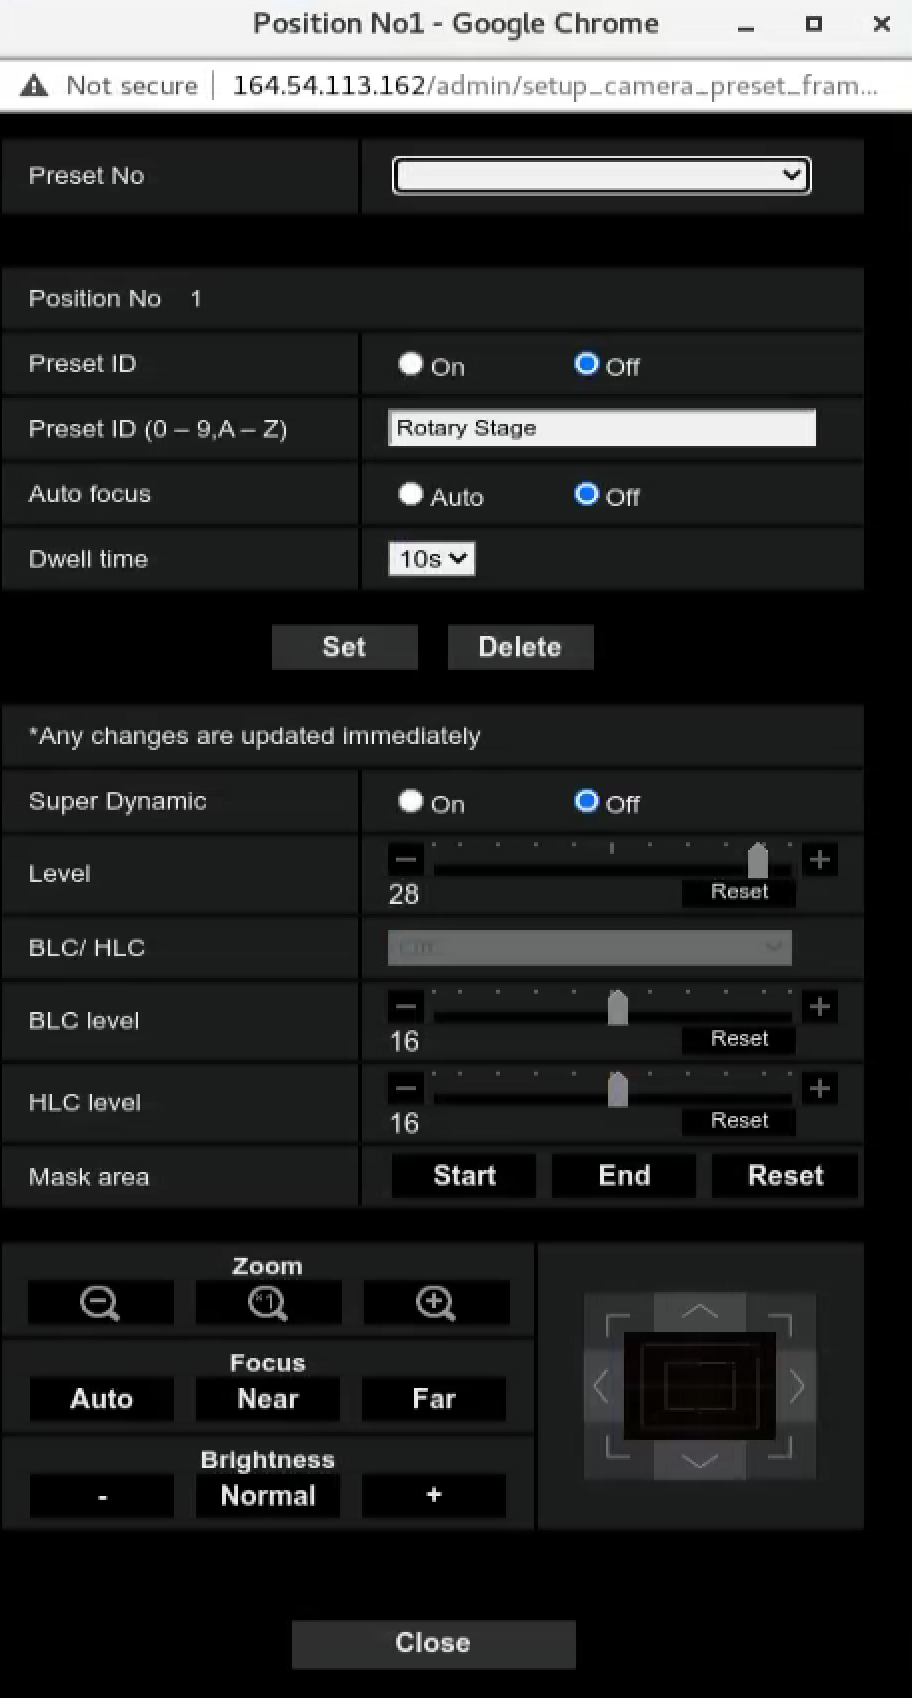 Position No1 - Google Chrome
Not secure 164.54.113.162/admin/setup_camera_preset_fram...
Preset No
Position No 1
Preset ID On Off
Preset ID (0 – 9,A – Z) Rotary Stage
Auto focus Auto Off
Dwell time 10s
Set Delete
*Any changes are updated immediately
Super Dynamic On Off
Level
28 Reset
BLC/ HLC
BLC level
16 Reset
HLC level
16 Reset
Mask area Start End Reset
Zoom
×1
Focus
Auto Near Far
Brightness
- Normal +
Close